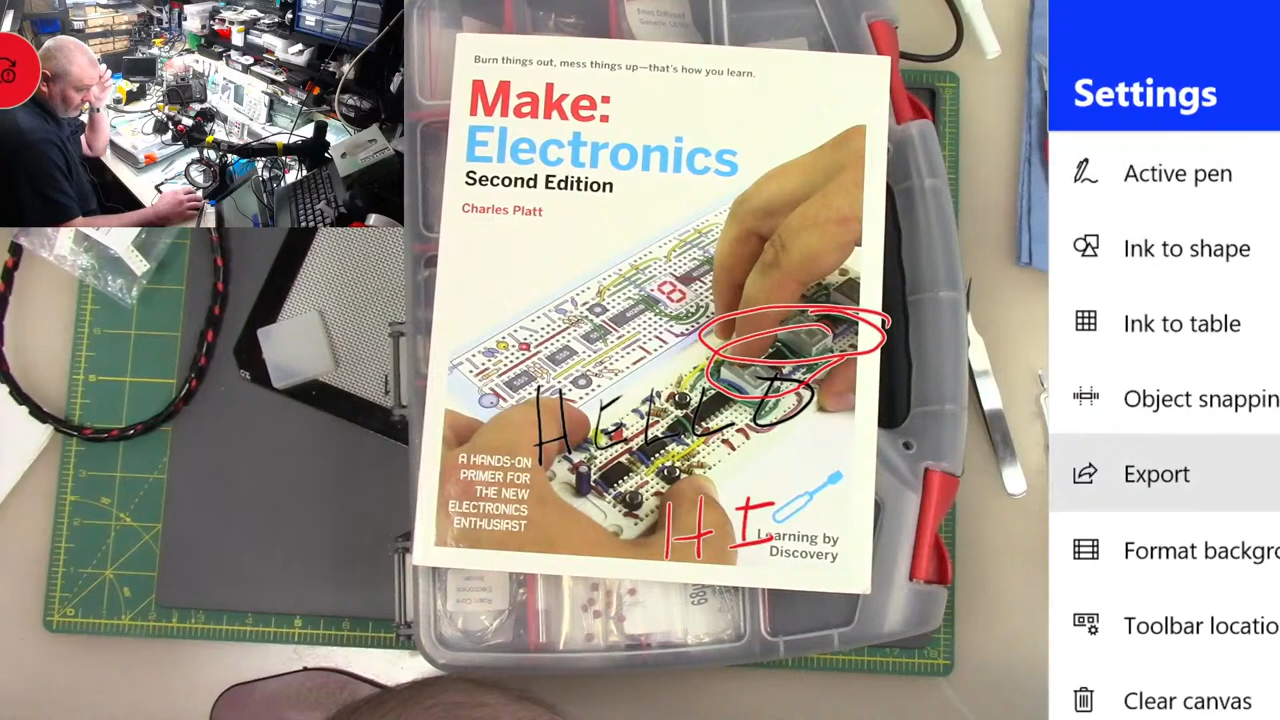 Burn things out, mess things up—that's how you learn.
Make:
Electronics
Second Edition
Charles Platt
A HANDS-ON
PRIMER FOR
THE NEW
ELECTRONICS
ENTHUSIAST
HELLO
HI
Learning by
Discovery
Settings
Active pen
Ink to shape
Ink to table
Object snappin
Export
Format backgro
Toolbar locatio
Clear canvas